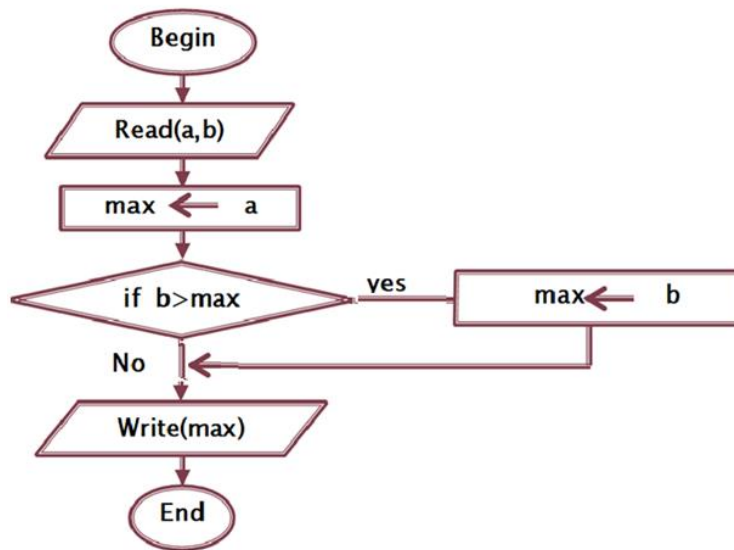 Begin
Read(a,b)
max ← a
if b>max
yes
max ← b
No
Write(max)
End